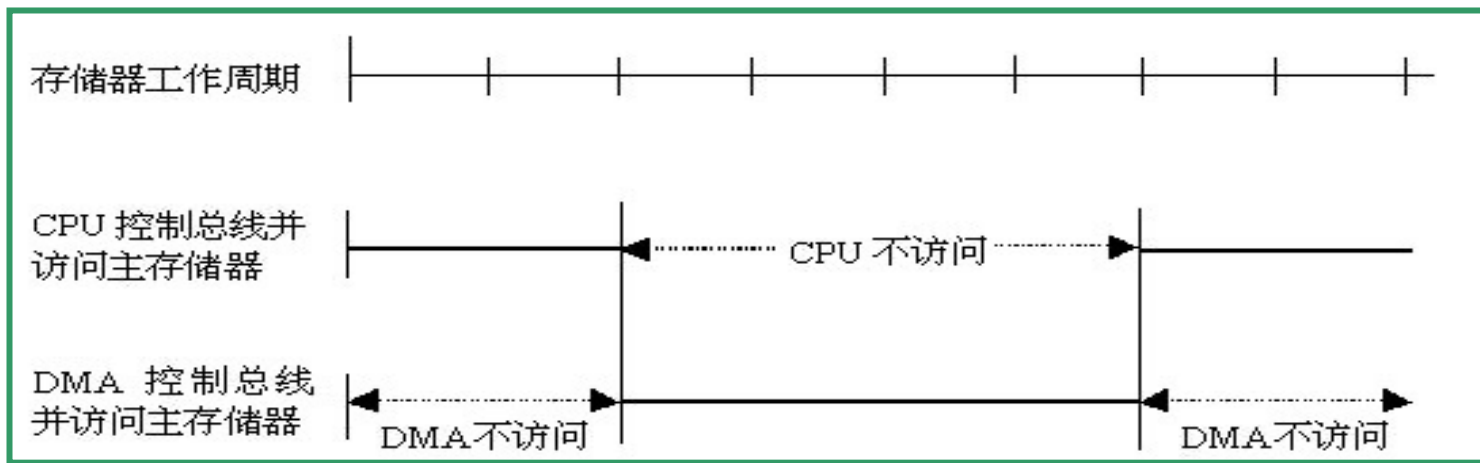 存储器工作周期
CPU 控制总线并
访问主存储器
CPU 不访问
DMA 控制总线
并访问主存储器
DMA不访问
DMA不访问